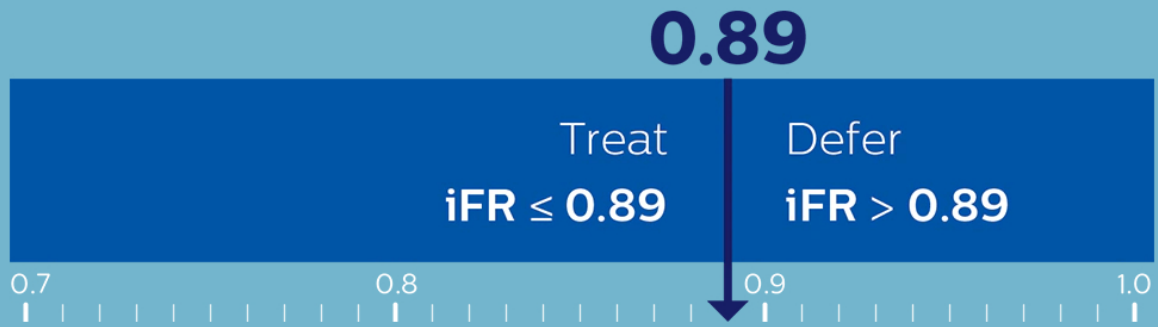 0.89
Treat Defer
iFR ≤ 0.89 iFR > 0.89
0.7 0.8 0.9 1.0